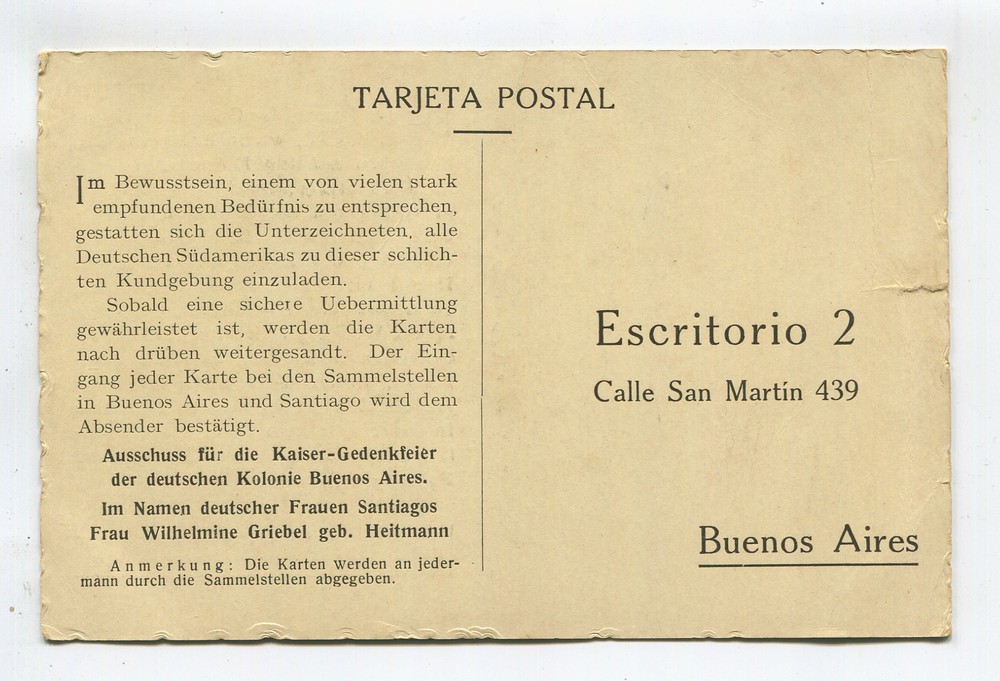 TARJETA POSTAL
Im Bewusstsein, einem von vielen stark
empfundenen Bedürfnis zu entsprechen,
gestatten sich die Unterzeichneten, alle
Deutschen Südamerikas zu dieser schlich-
ten Kundgebung einzuladen.
Sobald eine sichere Uebermittlung
gewährleistet ist, werden die Karten
nach drüben weitergesandt. Der Ein-
gang jeder Karte bei den Sammelstellen
in Buenos Aires und Santiago wird dem
Absender bestätigt.
Ausschuss für die Kaiser-Gedenkfeier
der deutschen Kolonie Buenos Aires.
Im Namen deutscher Frauen Santiagos
Frau Wilhelmine Griebel geb. Heitmann
Anmerkung: Die Karten werden an jeder-
mann durch die Sammelstellen abgegeben.
Escritorio 2
Calle San Martín 439
Buenos Aires